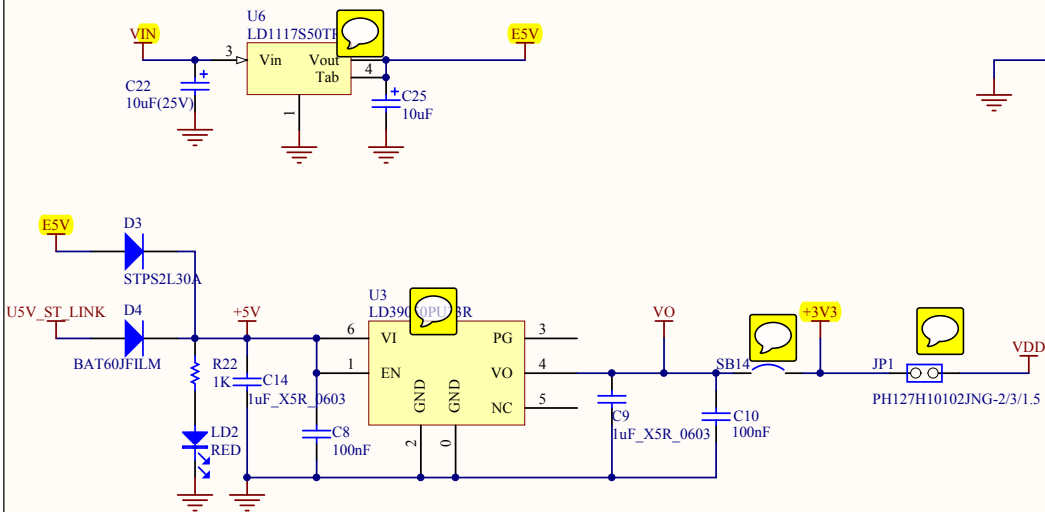 U6
LD1117S50T
VIN
3
Vin
Vout
Tab
4
1
E5V
C22
10uF(25V)
C25
10uF
E5V
D3
STPS2L30A
U5V_ST_LINK
D4
BAT60JFILM
+5V
R22
1K
C14
1uF_X5R_0603
LD2
RED
C8
100nF
U3
6
VI
1
EN
GND
GND
2
0
PG
3
VO
4
NC
5
VO
C9
1uF_X5R_0603
C10
100nF
SB14
+3V3
JP1
PH127H10102JNG-2/3/1.5
VDD